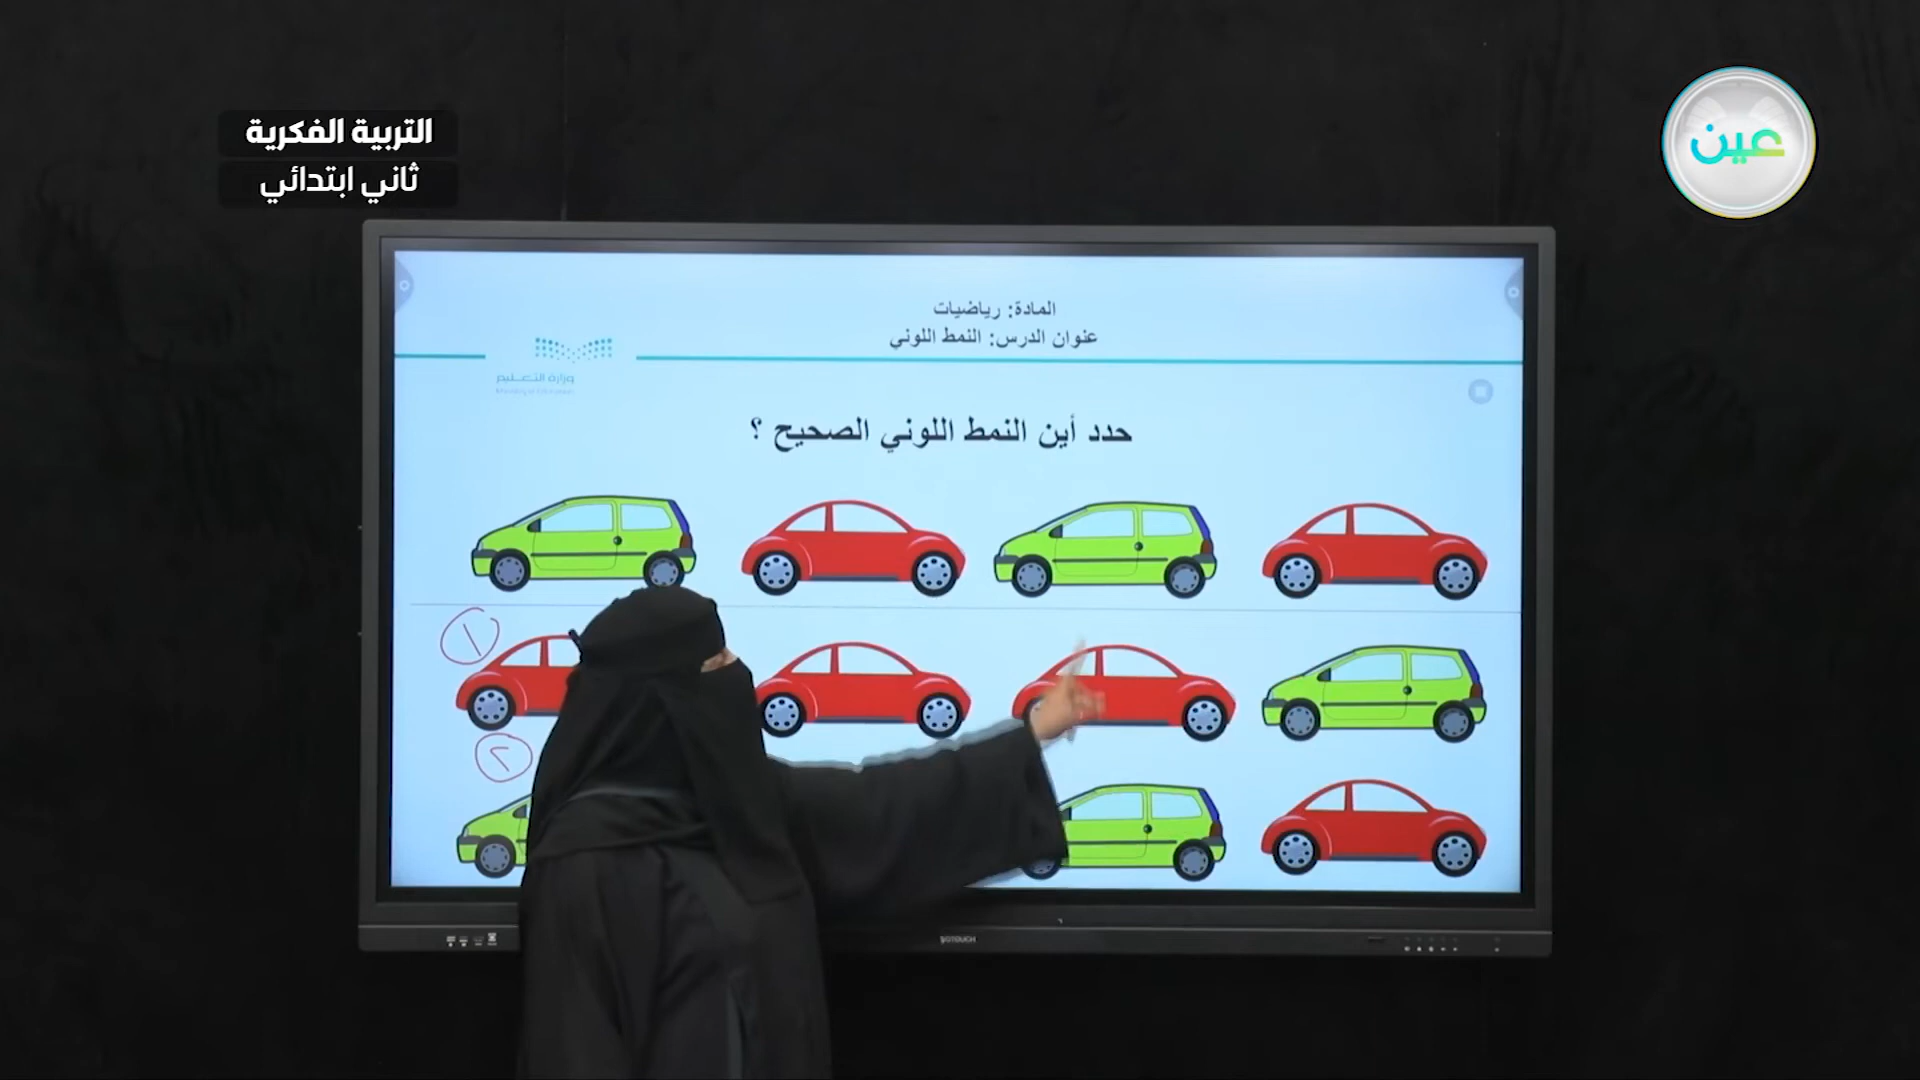 التربية الفكرية
ثاني ابتدائي
عين
المادة: رياضيات
عنوان الدرس: النمط اللوني
وزارة التعـليم
حدد أين النمط اللوني الصحيح ؟
١
٢